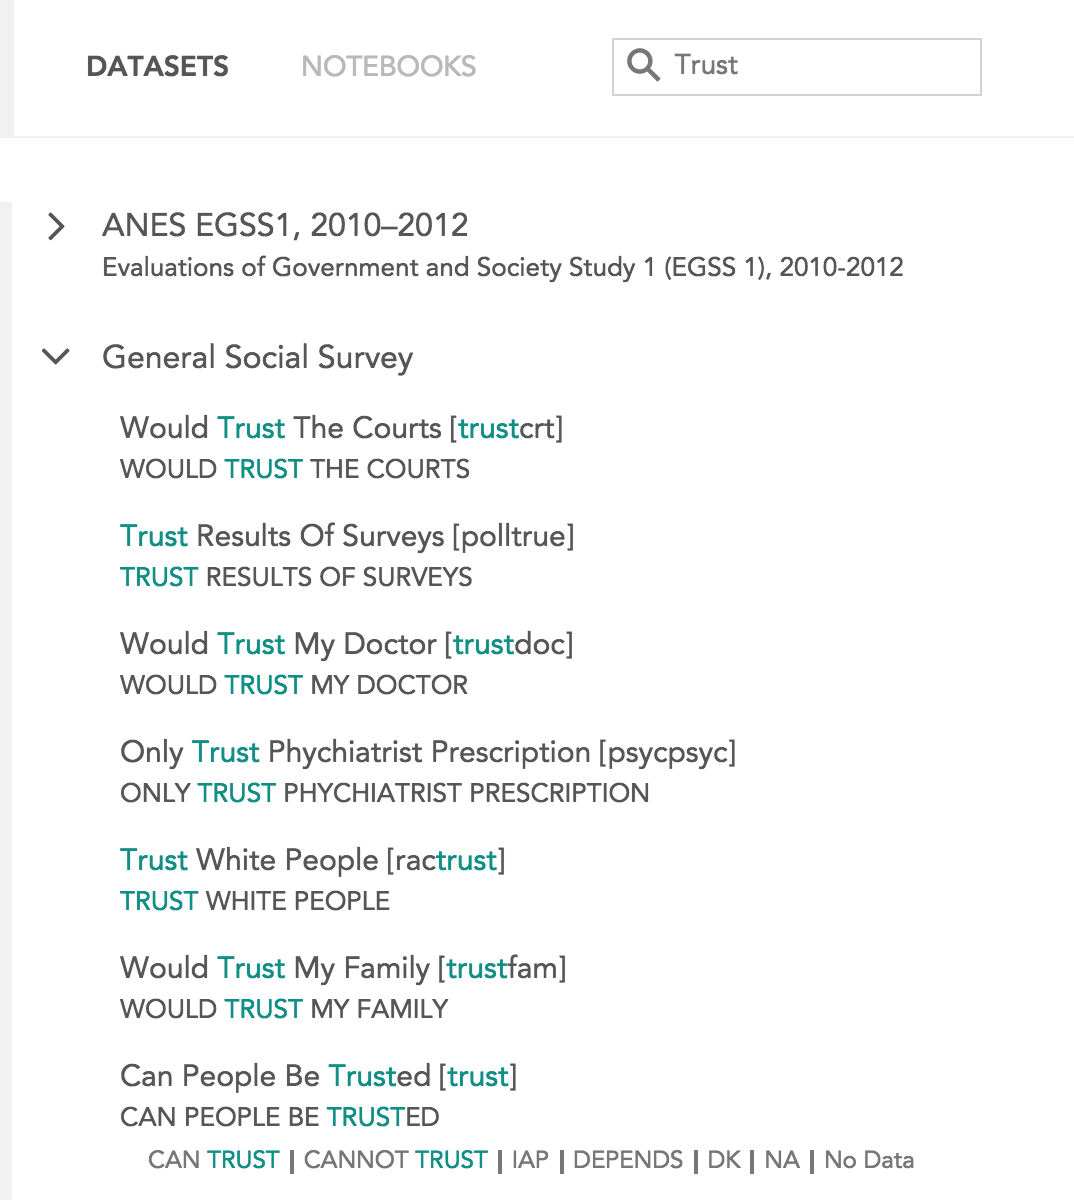 DATASETS NOTEBOOKS Trust
ANES EGSS1, 2010–2012
Evaluations of Government and Society Study 1 (EGSS 1), 2010-2012
General Social Survey
Would Trust The Courts [trustcrt]
WOULD TRUST THE COURTS
Trust Results Of Surveys [polltrue]
TRUST RESULTS OF SURVEYS
Would Trust My Doctor [trustdoc]
WOULD TRUST MY DOCTOR
Only Trust Phychiatrist Prescription [psycpsyc]
ONLY TRUST PHYCHIATRIST PRESCRIPTION
Trust White People [ractrust]
TRUST WHITE PEOPLE
Would Trust My Family [trustfam]
WOULD TRUST MY FAMILY
Can People Be Trusted [trust]
CAN PEOPLE BE TRUSTED
CAN TRUST | CANNOT TRUST | IAP | DEPENDS | DK | NA | No Data